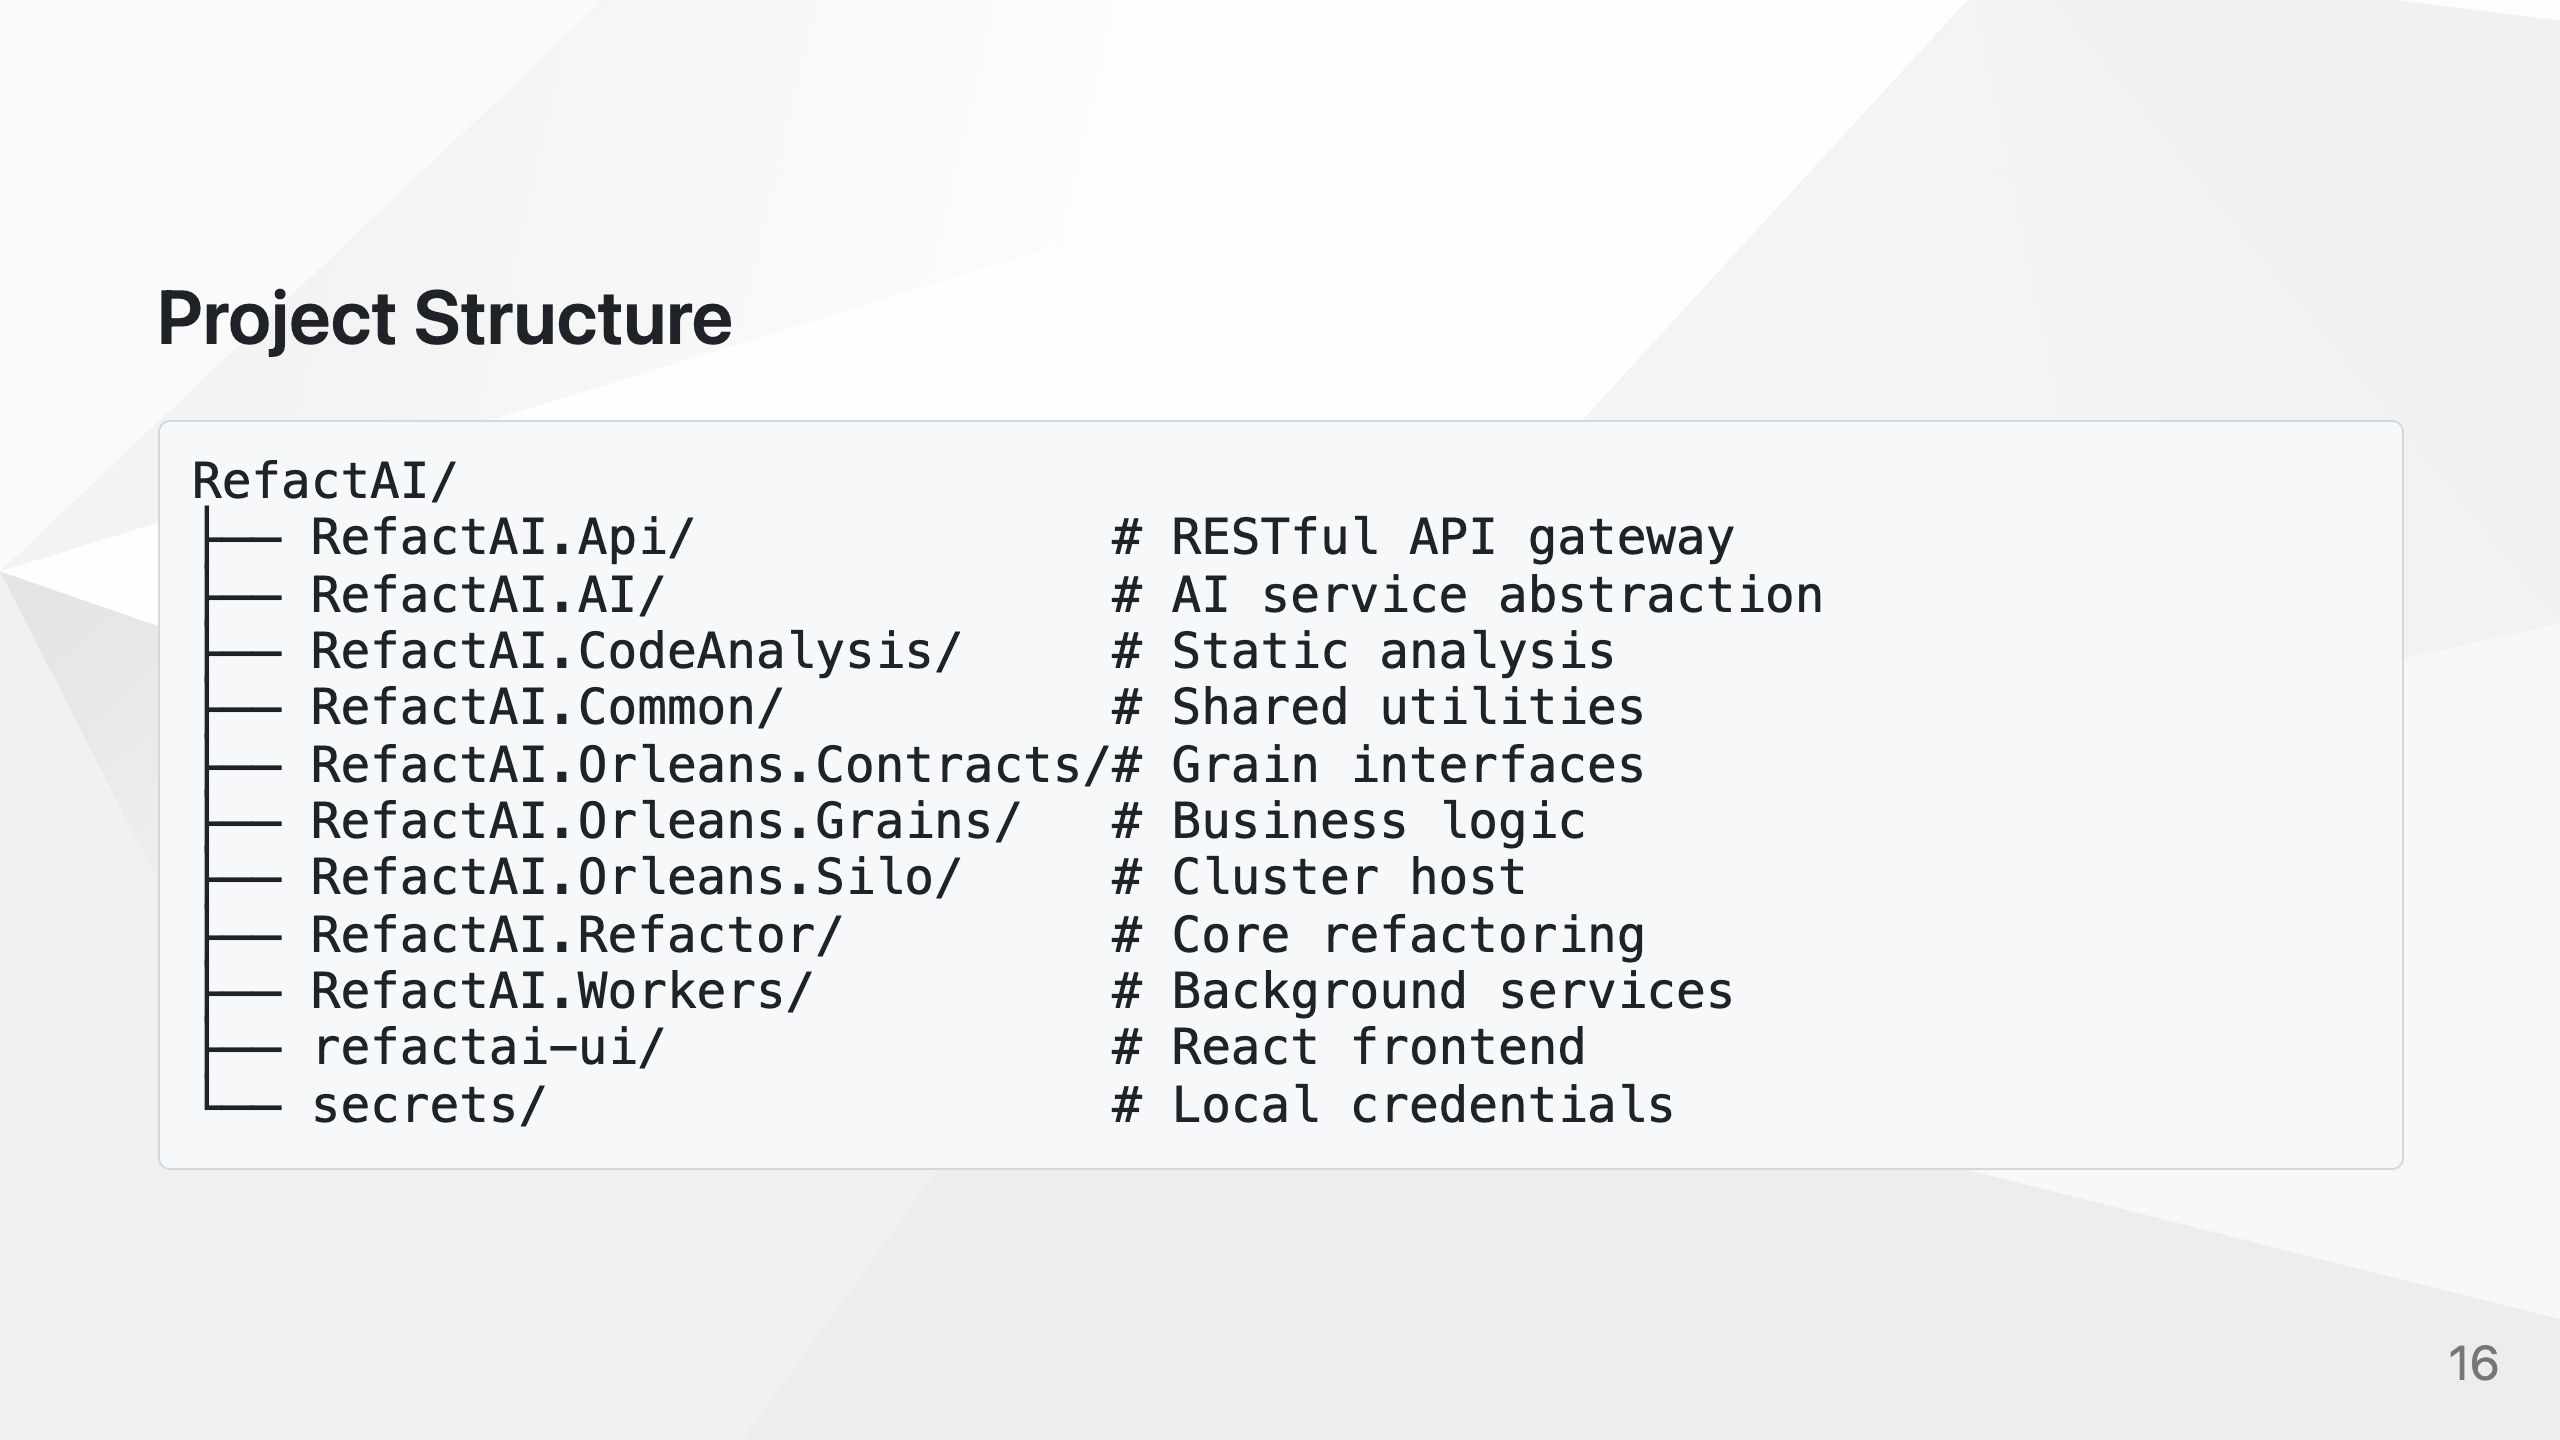 Project Structure
RefactAI/
├── RefactAI.Api/              # RESTful API gateway
├── RefactAI.AI/               # AI service abstraction
├── RefactAI.CodeAnalysis/     # Static analysis
├── RefactAI.Common/           # Shared utilities
├── RefactAI.Orleans.Contracts/# Grain interfaces
├── RefactAI.Orleans.Grains/   # Business logic
├── RefactAI.Orleans.Silo/     # Cluster host
├── RefactAI.Refactor/         # Core refactoring
├── RefactAI.Workers/          # Background services
├── refactai-ui/               # React frontend
└── secrets/                   # Local credentials
16